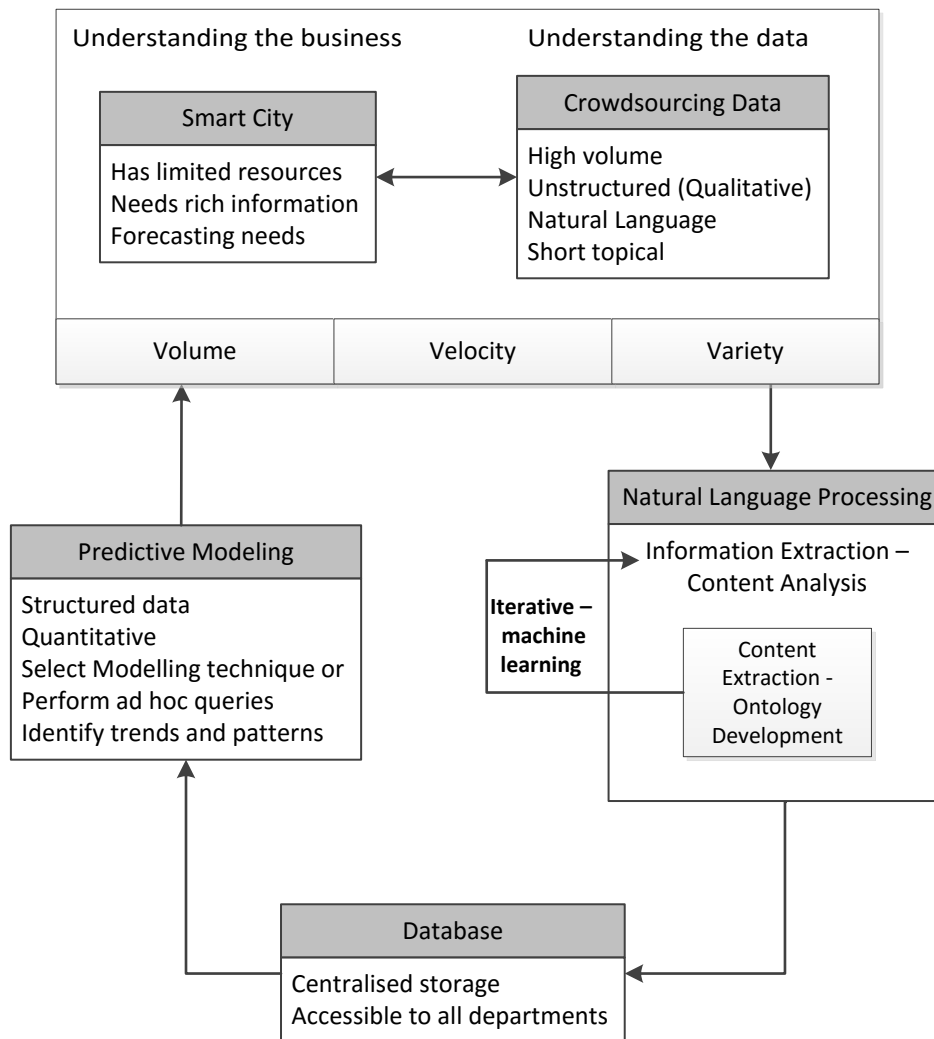 Understanding the business
Understanding the data
Smart City
Has limited resources
Needs rich information
Forecasting needs
Crowdsourcing Data
High volume
Unstructured (Qualitative)
Natural Language
Short topical
Volume
Velocity
Variety
Natural Language Processing
Information Extraction –
Content Analysis
Iterative –
machine
learning
Content
Extraction -
Ontology
Development
Predictive Modeling
Structured data
Quantitative
Select Modelling technique or
Perform ad hoc queries
Identify trends and patterns
Database
Centralised storage
Accessible to all departments